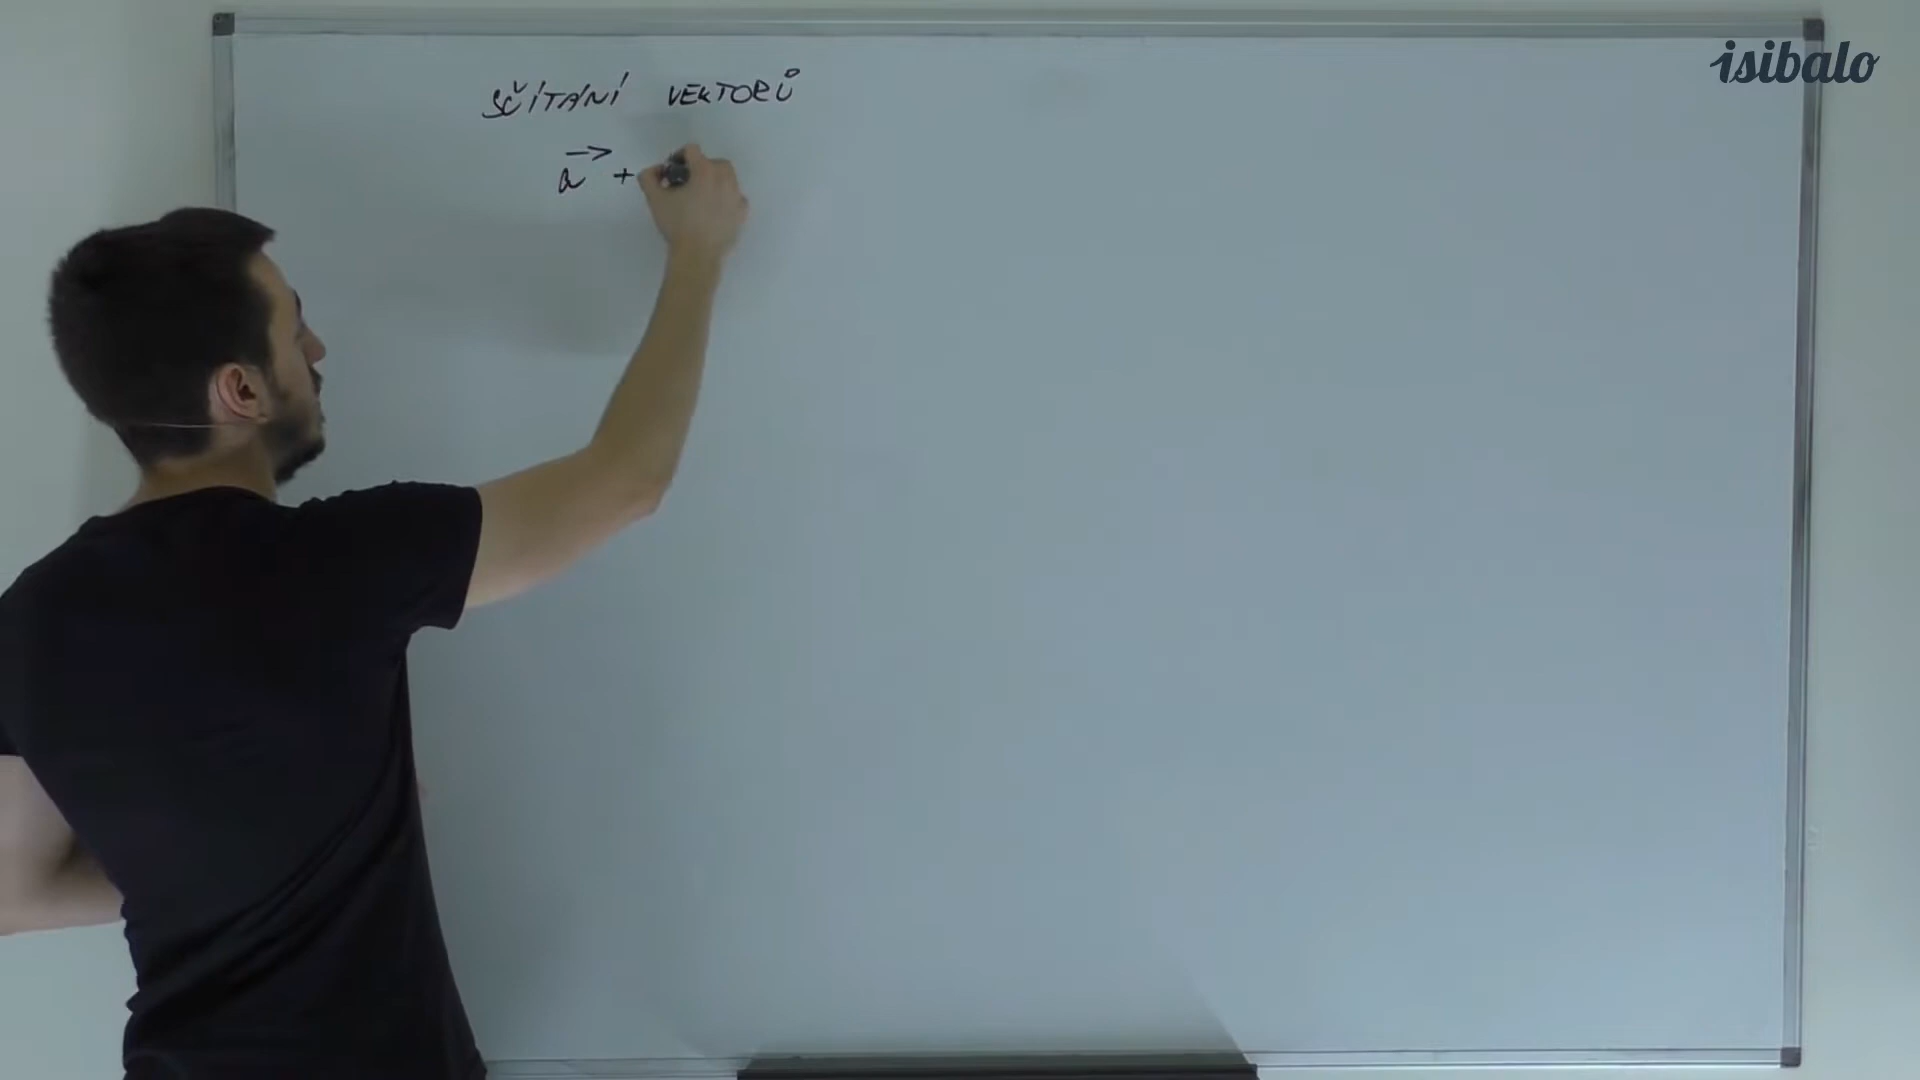 isibalo
SČÍTÁNÍ VEKTORŮ
a⃗ +